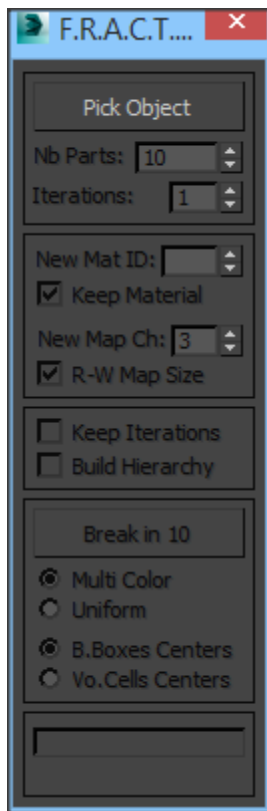 F.R.A.C.T....
Pick Object
Nb Parts: 10
Iterations: 1
New Mat ID:
Keep Material
New Map Ch: 3
R-W Map Size
Keep Iterations
Build Hierarchy
Break in 10
Multi Color
Uniform
B.Boxes Centers
Vo.Cells Centers